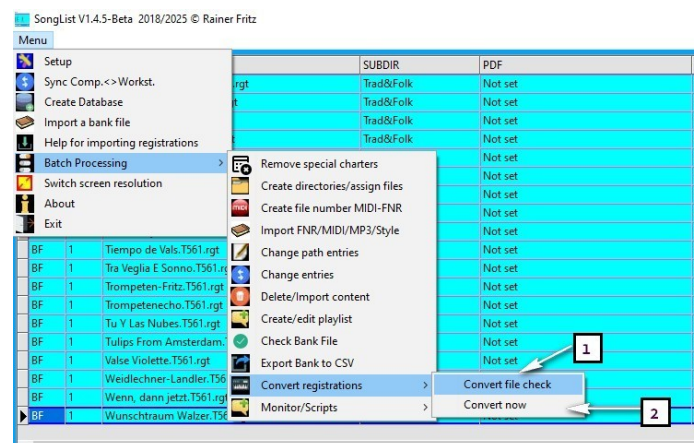 SongList V1.4.5-Beta 2018/2025 © Rainer Fritz
Menu
SUBDIR PDF
Setup .rgt Trad&Folk Not set
Sync Comp.<>Workst. Trad&Folk Not set
Create Database Trad&Folk Not set
Import a bank file Trad&Folk Not set
Help for importing registrations Not set
Batch Processing > Remove special charters Not set
Switch screen resolution Create directories/assign files Not set
About Create file number MIDI-FNR Not set
Exit Import FNR/MIDI/MP3/Style Not set
BF 1 Tiempo de Vals.T561.rgt Change path entries Not set
BF 1 Tra Veglia E Sonno.T561.r Change entries Not set
BF 1 Trompeten-Fritz.T561.rgt Delete/Import content Not set
BF 1 Trompetenecho.T561.rgt Create/edit playlist Not set
BF 1 Tu Y Las Nubes.T561.rgt Check Bank File Not set
BF 1 Tulips From Amsterdam. Export Bank to CSV Not set
BF 1 Valse Violette.T561.rgt Not set
1
BF 1 Weidlechner-Landler.T56 Convert registrations > Convert file check
BF 1 Wenn, dann jetzt.T561.rgt Monitor/Scripts > Convert now
BF 1 Wunschtraum Walzer.T56
2